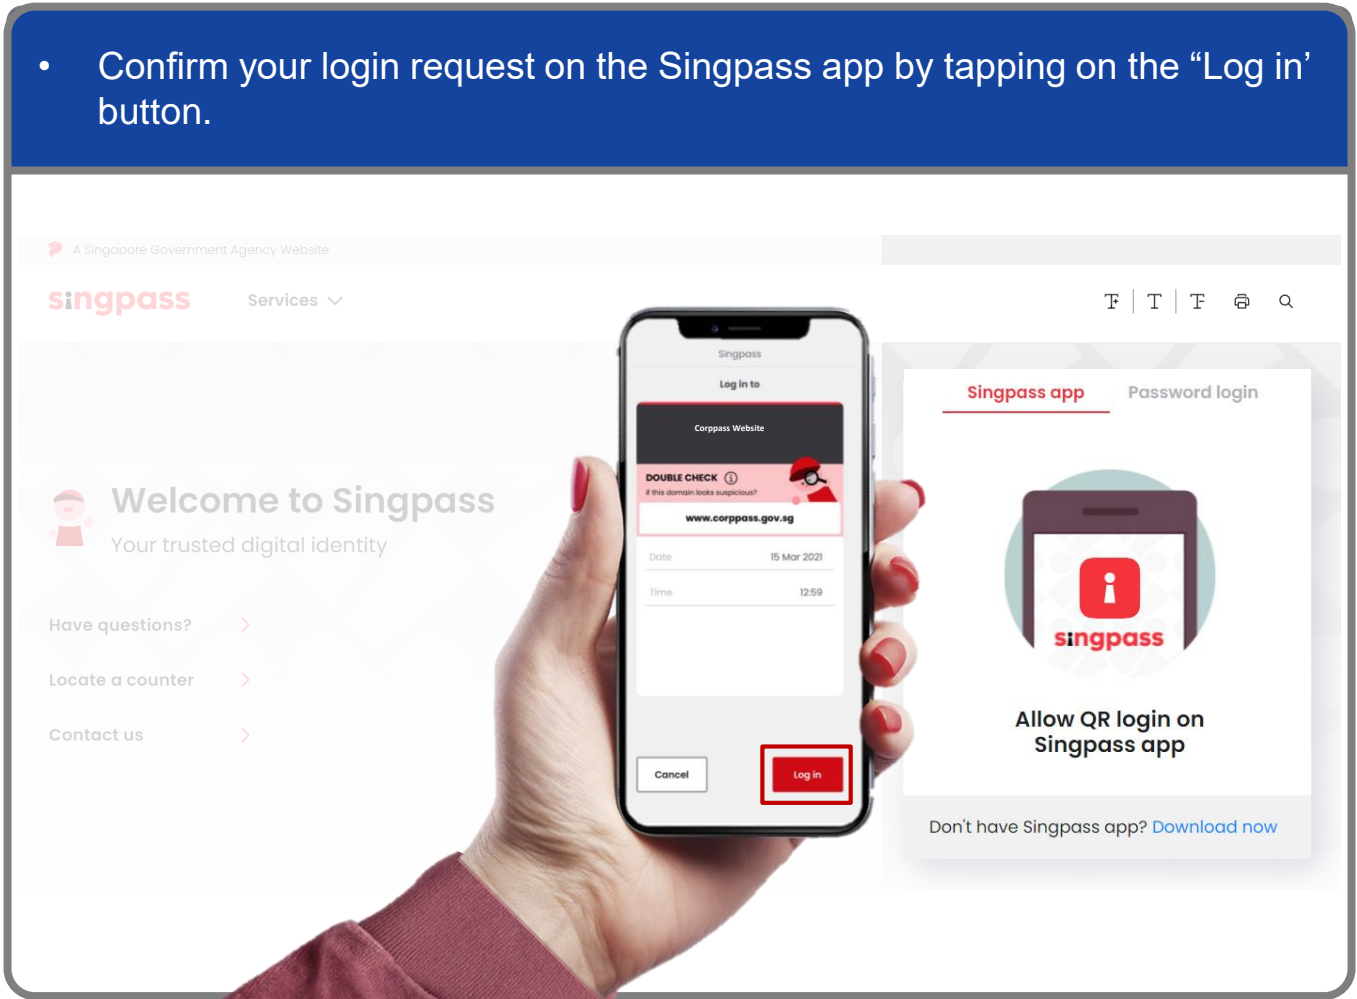 • Confirm your login request on the Singpass app by tapping on the “Log in’
button.
A Singapore Government Agency Website
singpass
Services
T+ T T-
Welcome to Singpass
Your trusted digital identity
Have questions?
Locate a counter
Contact us
Singpass
Log in to
Corppass Website
DOUBLE CHECK
if this domain looks suspicious?
www.corppass.gov.sg
Date 15 Mar 2021
Time 12:59
Cancel Log in
Singpass app Password login
singpass
Allow QR login on
Singpass app
Don't have Singpass app? Download now